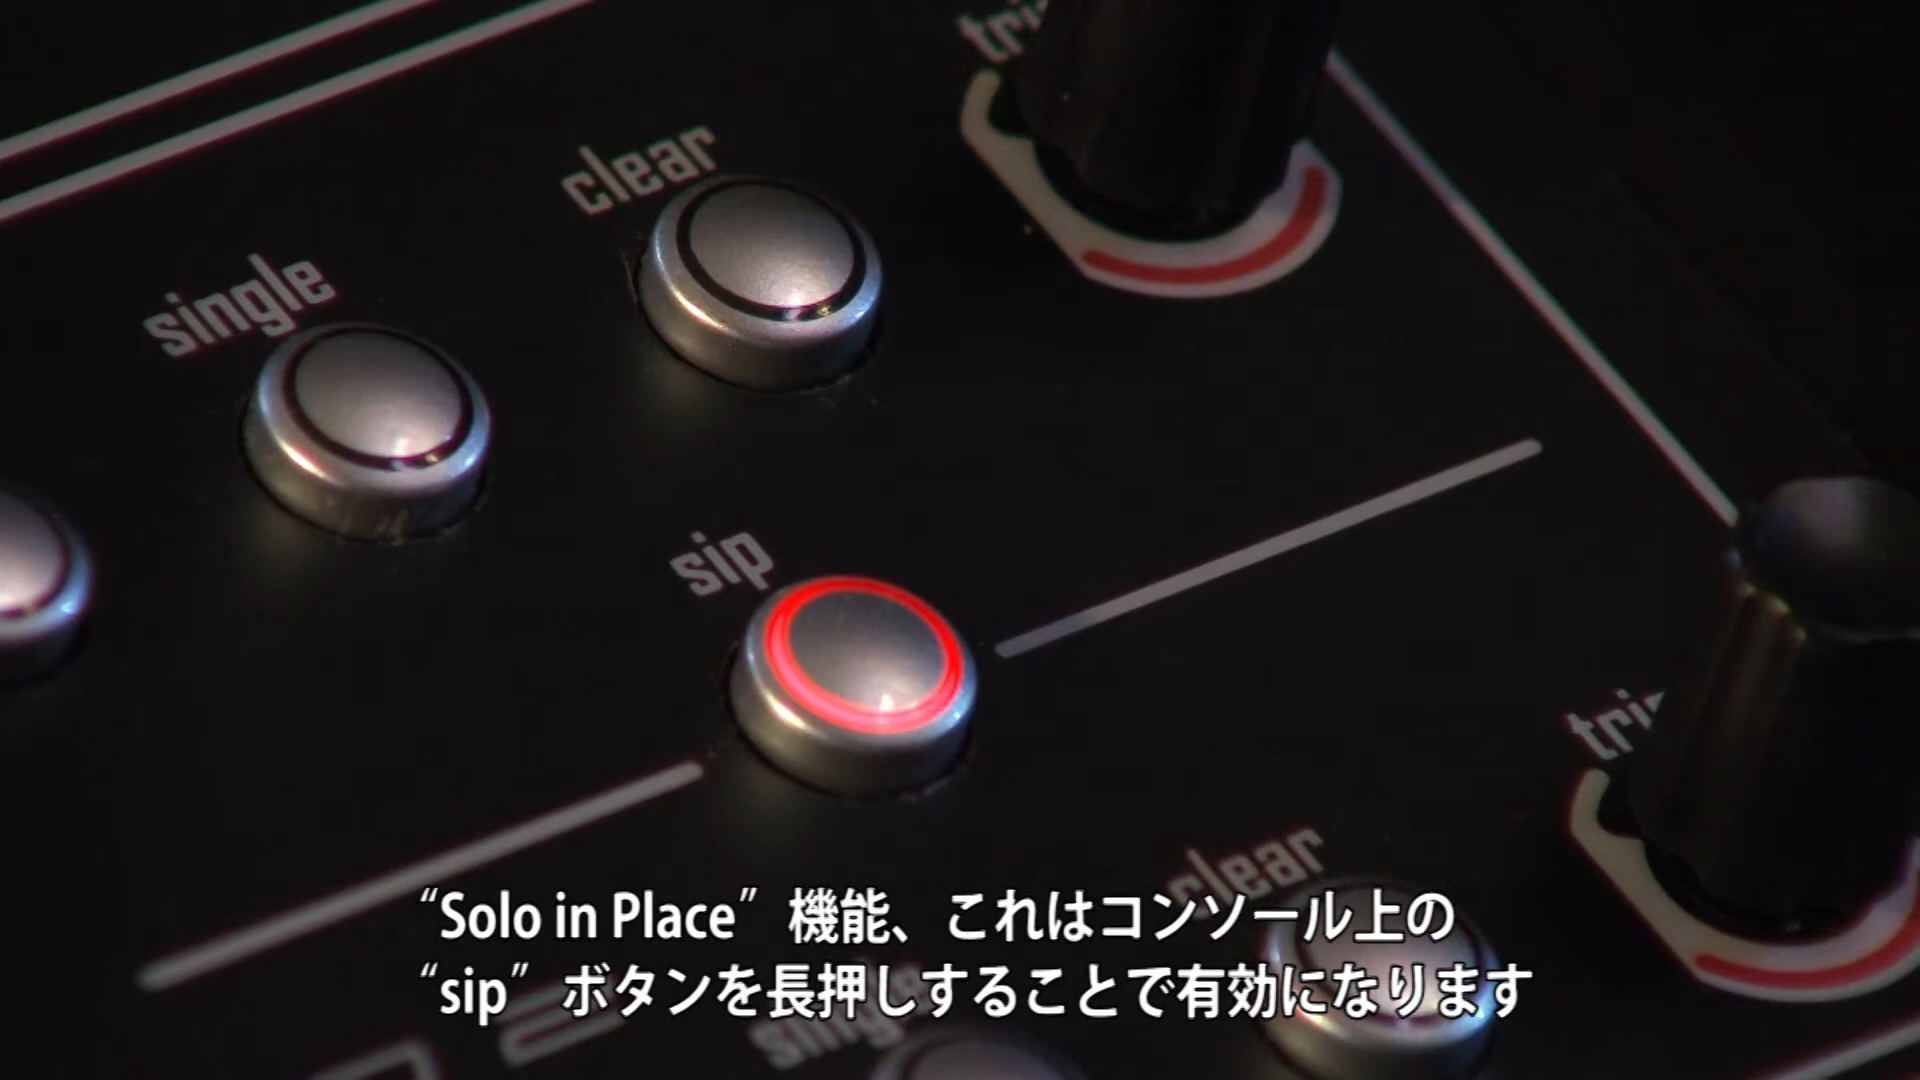 clear
single
sip
clear
“Solo in Place” 機能、これはコンソール上の
“sip” ボタンを長押しすることで有効になります